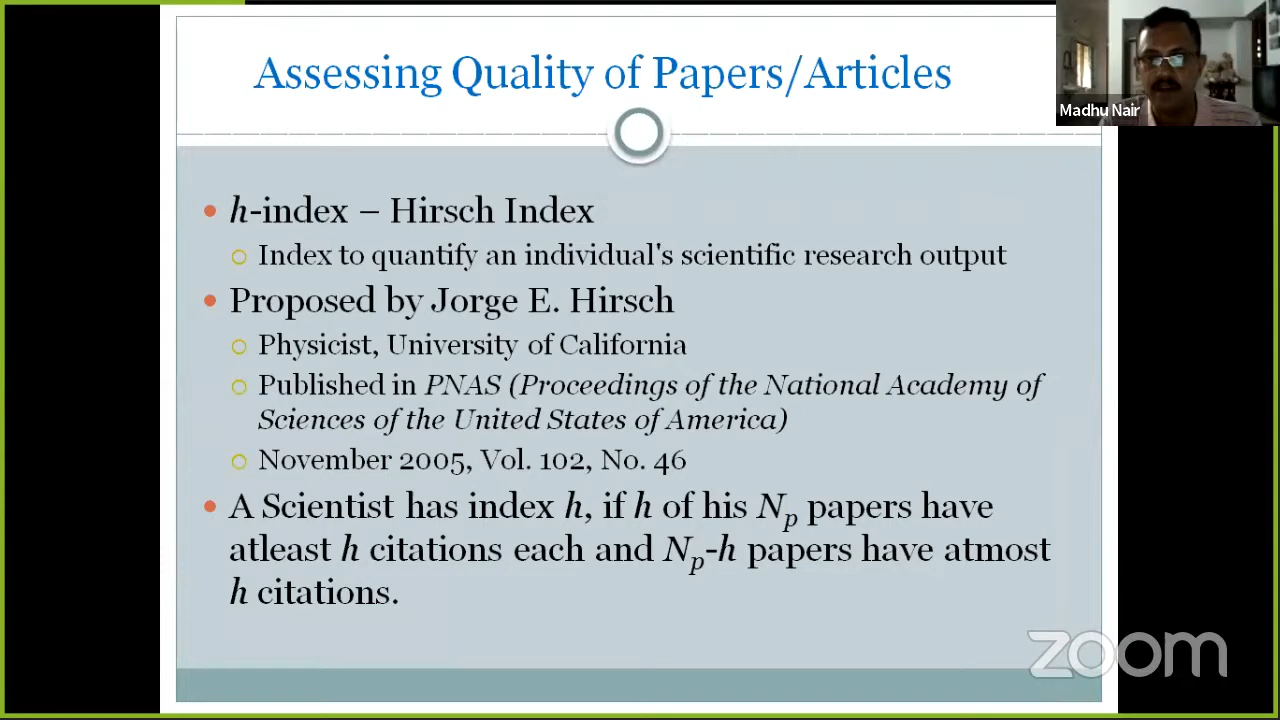 Assessing Quality of Papers/Articles
Madhu Nair
h-index – Hirsch Index
Index to quantify an individual's scientific research output
Proposed by Jorge E. Hirsch
Physicist, University of California
Published in PNAS (Proceedings of the National Academy of
Sciences of the United States of America)
November 2005, Vol. 102, No. 46
A Scientist has index h, if h of his Np papers have
atleast h citations each and Np-h papers have atmost
h citations.
zoom